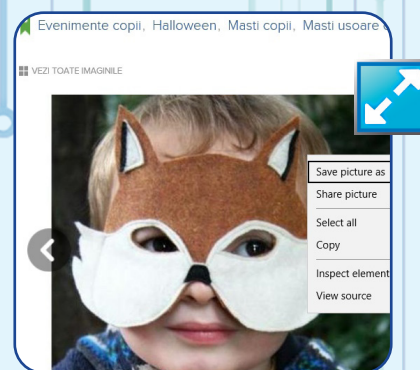 Evenimente copii, Halloween, Masti copii, Masti usoare
VEZI TOATE IMAGINILE
Save picture as
Share picture
Select all
Copy
Inspect element
View source